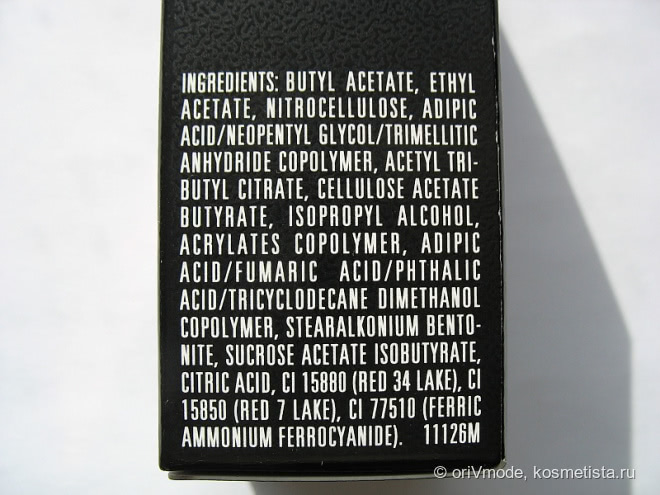 INGREDIENTS: BUTYL ACETATE, ETHYL
ACETATE, NITROCELLULOSE, ADIPIC
ACID/NEOPENTYL GLYCOL/TRIMELLITIC
ANHYDRIDE COPOLYMER, ACETYL TRI-
BUTYL CITRATE, CELLULOSE ACETATE
BUTYRATE, ISOPROPYL ALCOHOL,
ACRYLATES COPOLYMER, ADIPIC
ACID/FUMARIC ACID/PHTHALIC
ACID/TRICYCLODECANE DIMETHANOL
COPOLYMER, STEARALKONIUM BENTO-
NITE, SUCROSE ACETATE ISOBUTYRATE,
CITRIC ACID, CI 15880 (RED 34 LAKE), CI
15850 (RED 7 LAKE), CI 77510 (FERRIC
AMMONIUM FERROCYANIDE). 11126M
© oriVmode, kosmetista.ru